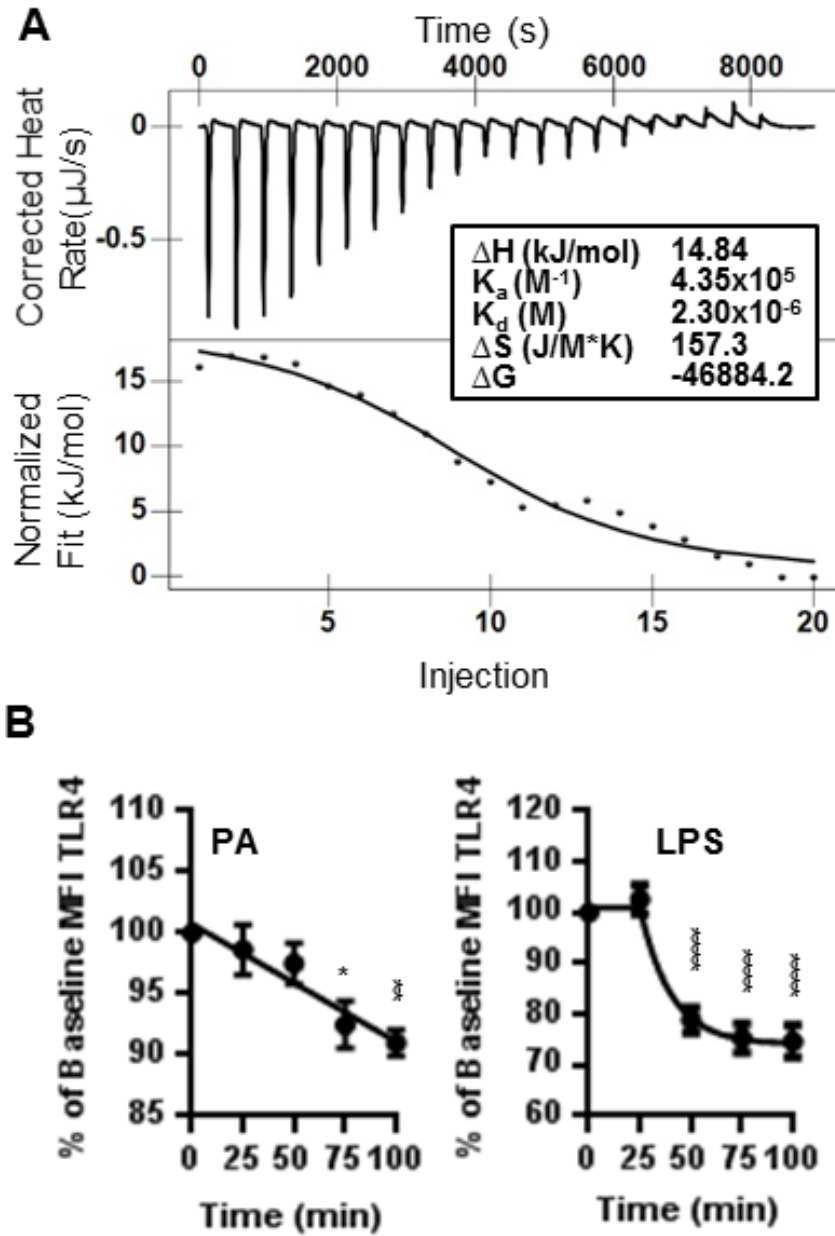 A
Time (s)
0 2000 4000 6000 8000
Corrected Heat
Rate(µJ/s)
0
-0.5
ΔH (kJ/mol) 14.84
Kₐ (M⁻¹) 4.35x10⁵
K_d (M) 2.30x10⁻⁶
ΔS (J/M*K) 157.3
ΔG -46884.2
Normalized
Fit (kJ/mol)
15
10
5
0
5 10 15 20
Injection
B
% of B aseline MFI TLR4
110
105
100
95
90
85
PA
*
0 25 50 75 100
Time (min)
% of B aseline MFI TLR4
120
110
100
90
80
70
60
LPS
0 25 50 75 100
Time (min)